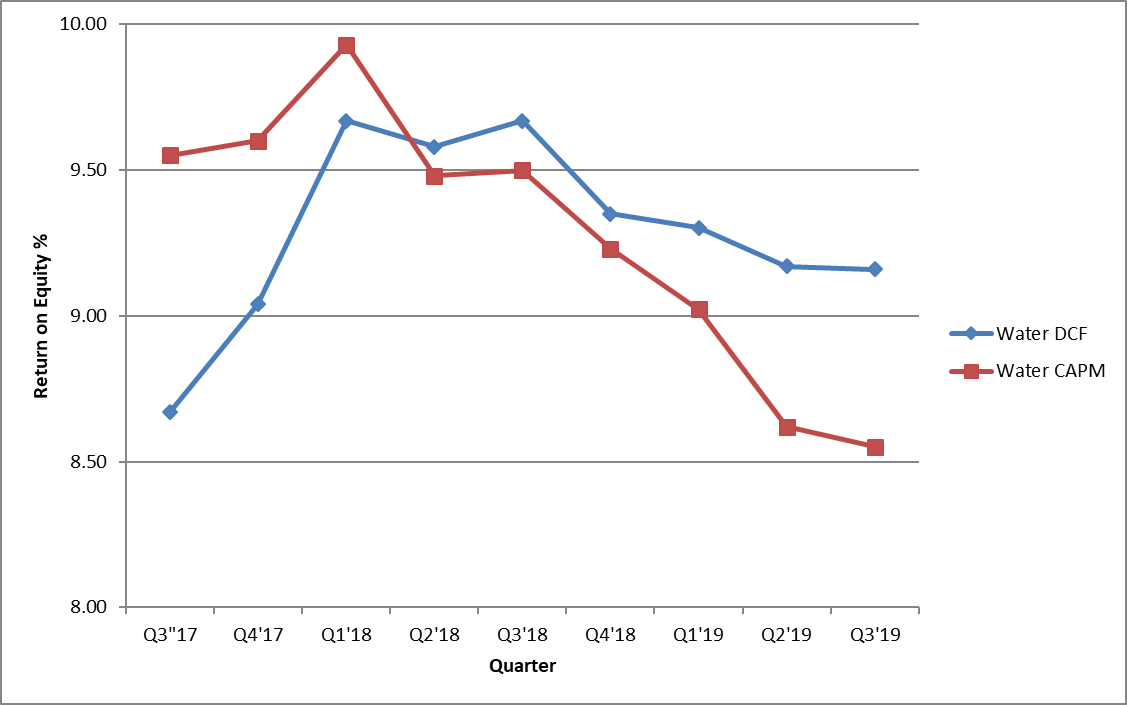 10.00
9.50
9.00
8.50
8.00
Return on Equity %
Q3"17 Q4'17 Q1'18 Q2'18 Q3'18 Q4'18 Q1'19 Q2'19 Q3'19
Quarter
Water DCF
Water CAPM